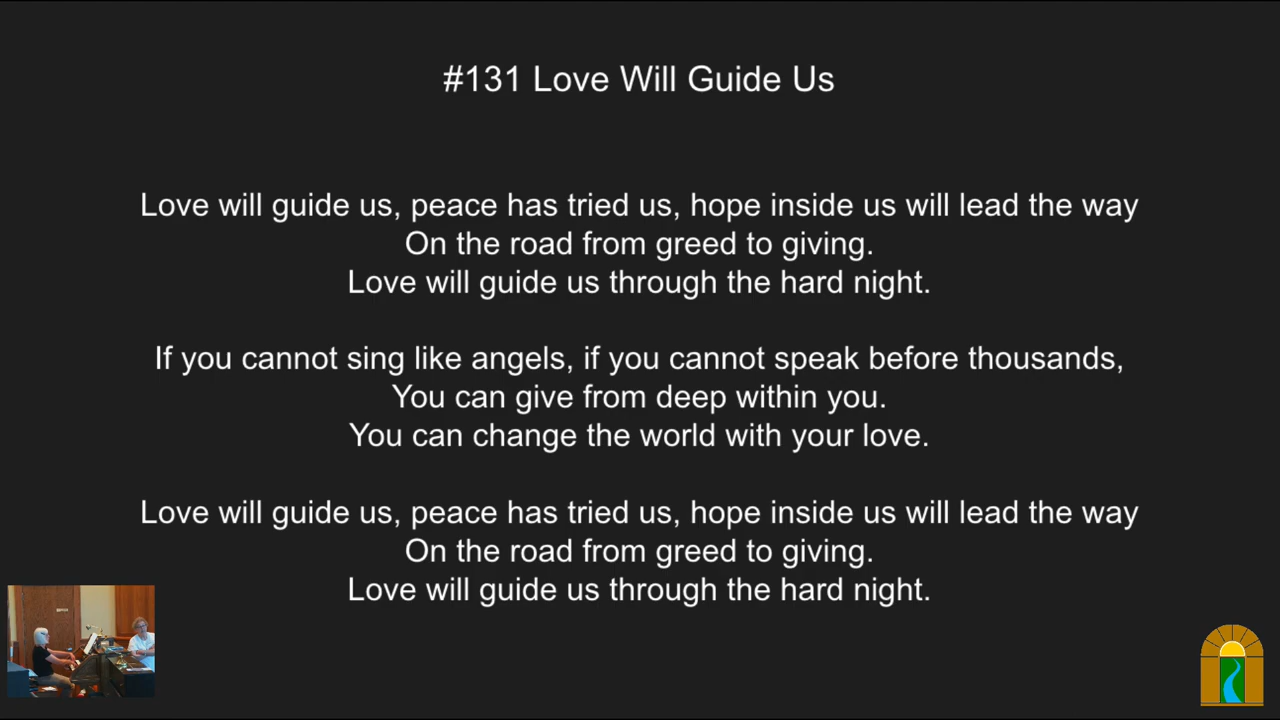 #131 Love Will Guide Us
Love will guide us, peace has tried us, hope inside us will lead the way
On the road from greed to giving.
Love will guide us through the hard night.
If you cannot sing like angels, if you cannot speak before thousands,
You can give from deep within you.
You can change the world with your love.
Love will guide us, peace has tried us, hope inside us will lead the way
On the road from greed to giving.
Love will guide us through the hard night.